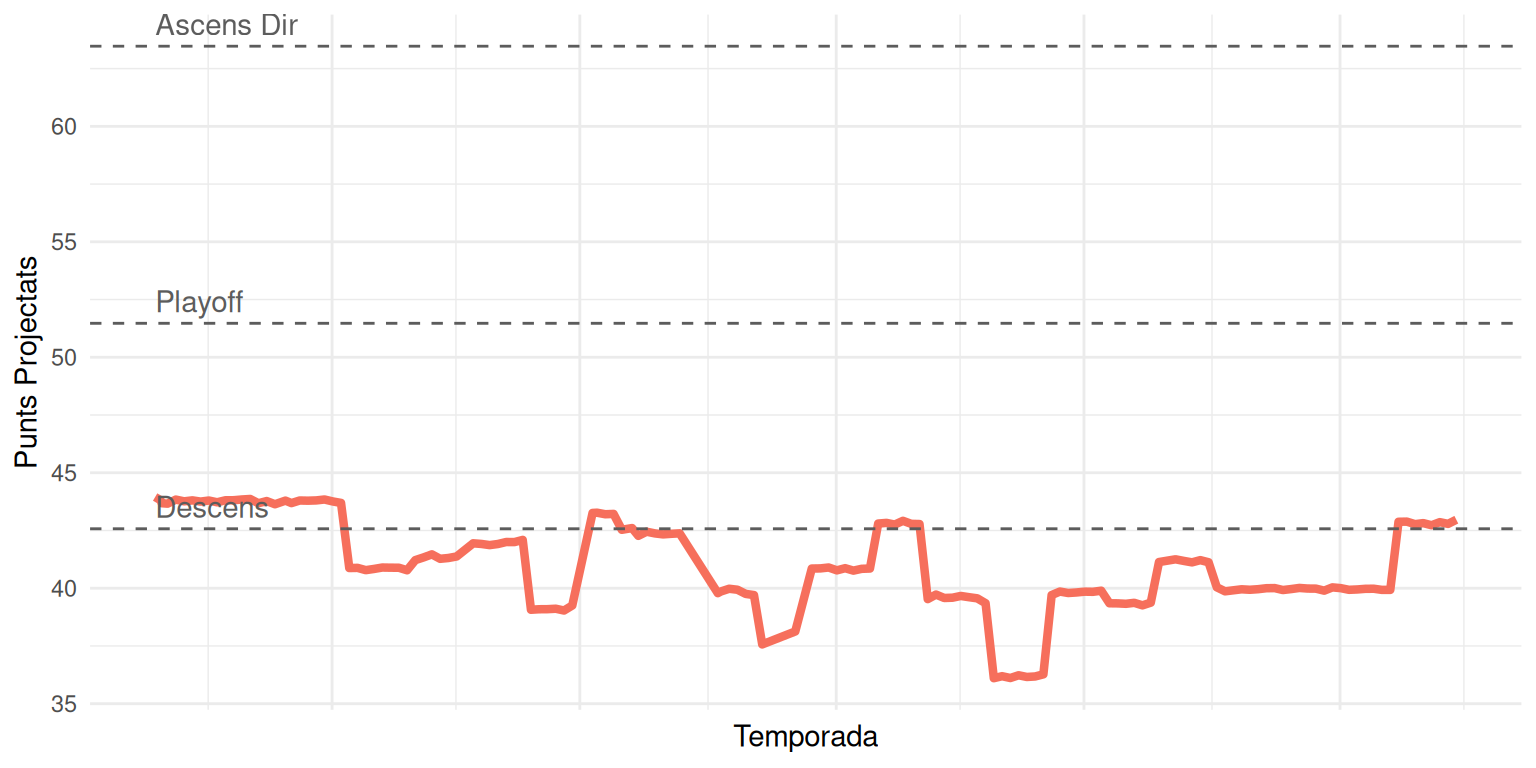 Ascens Dir
60
55
Playoff
50
45
Descens
40
35
Punts Projectats
Temporada